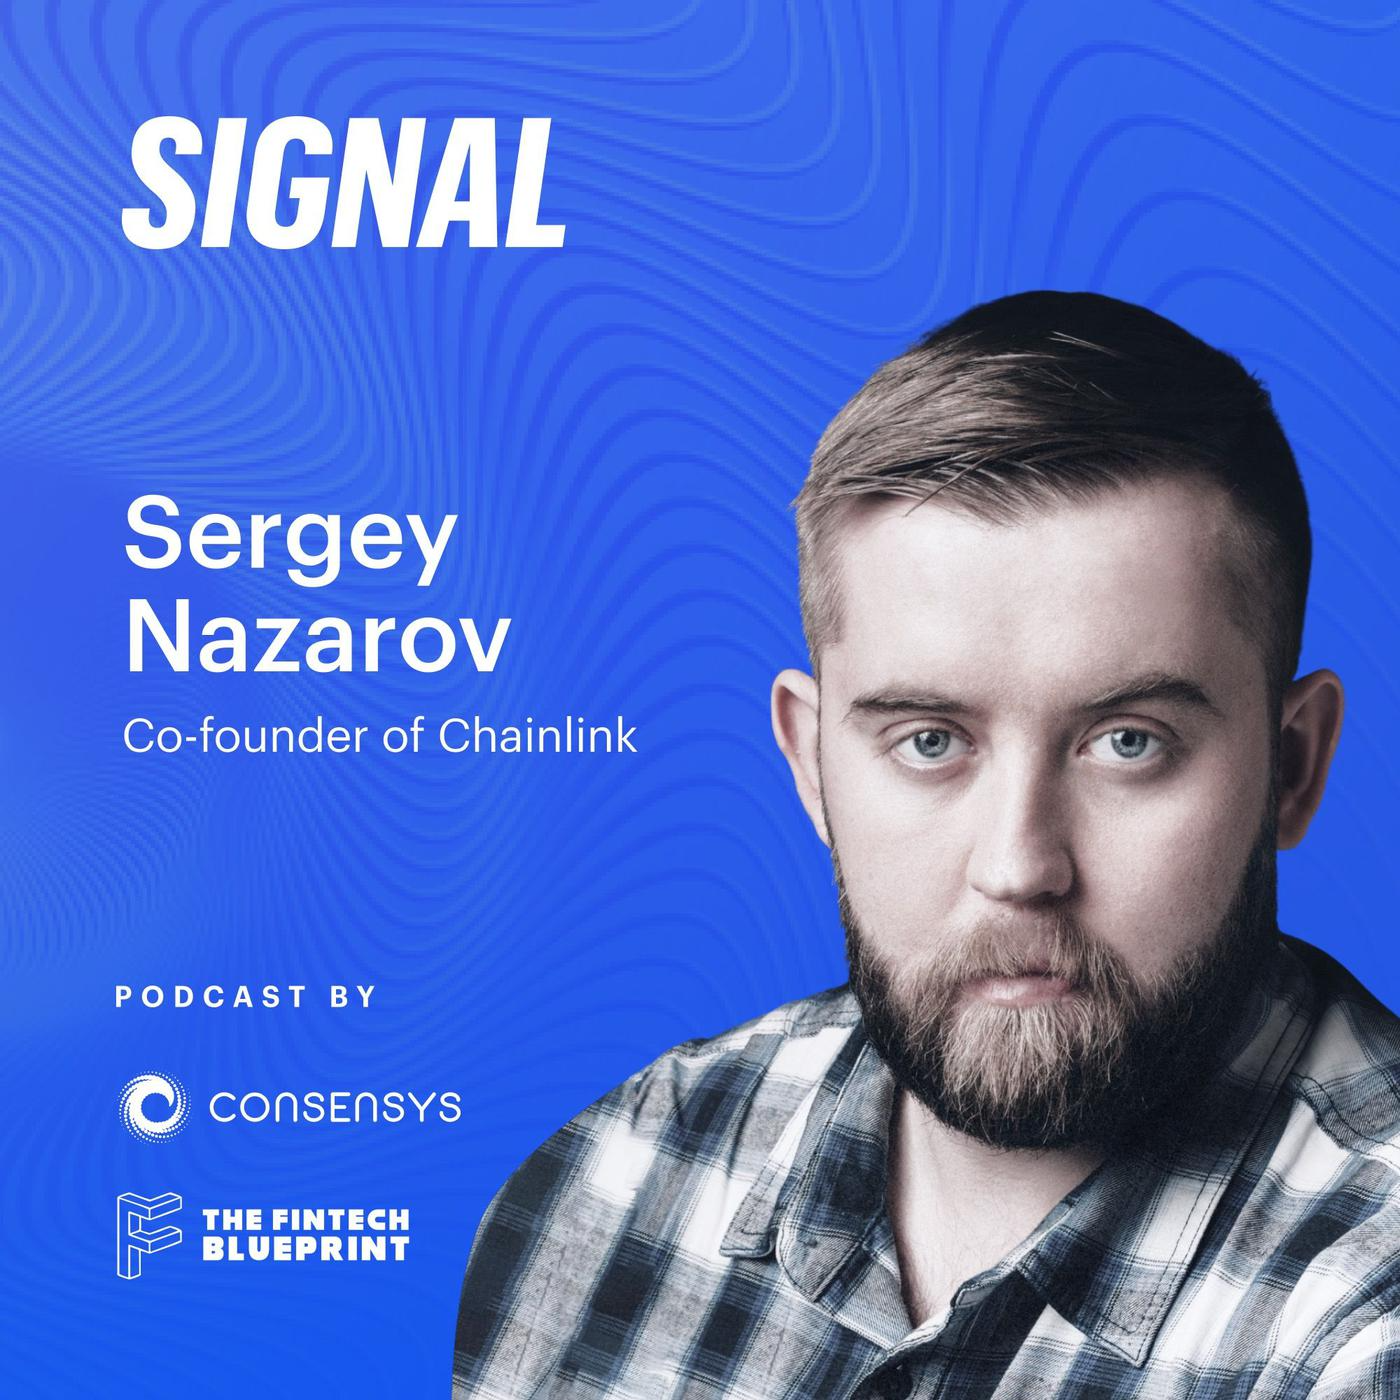 SIGNAL
Sergey
Nazarov
Co-founder of Chainlink
PODCAST BY
CONSENSYS
THE FINTECH
BLUEPRINT